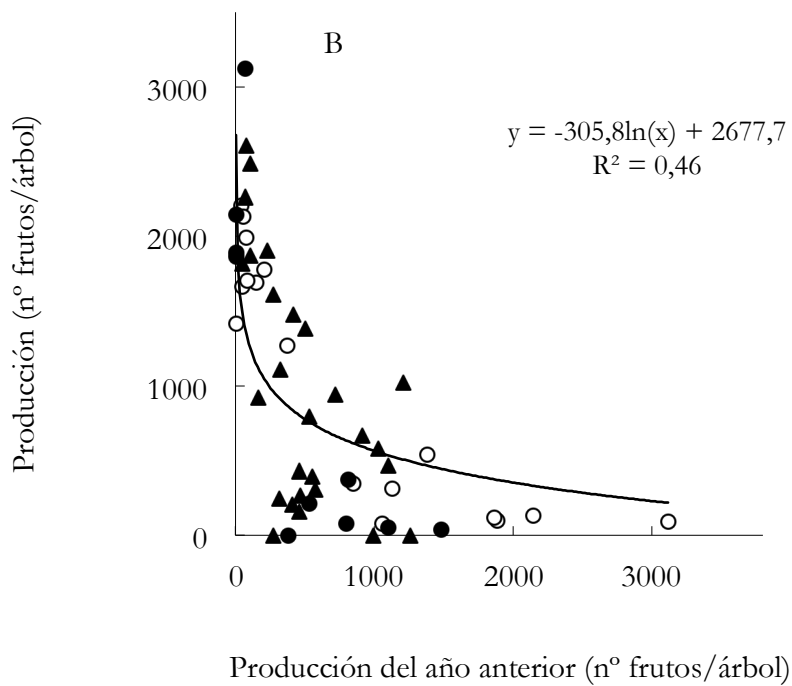 B
3000
y = -305,8ln(x) + 2677,7
R² = 0,46
2000
1000
0
0 1000 2000 3000
Producción (nº frutos/árbol)
Producción del año anterior (nº frutos/árbol)